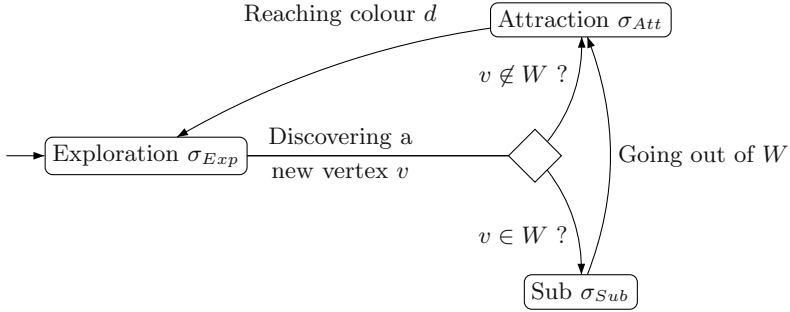 Reaching colour d
Attraction σ_Att
v ∉ W ?
Exploration σ_Exp
Discovering a
new vertex v
Going out of W
v ∈ W ?
Sub σ_Sub